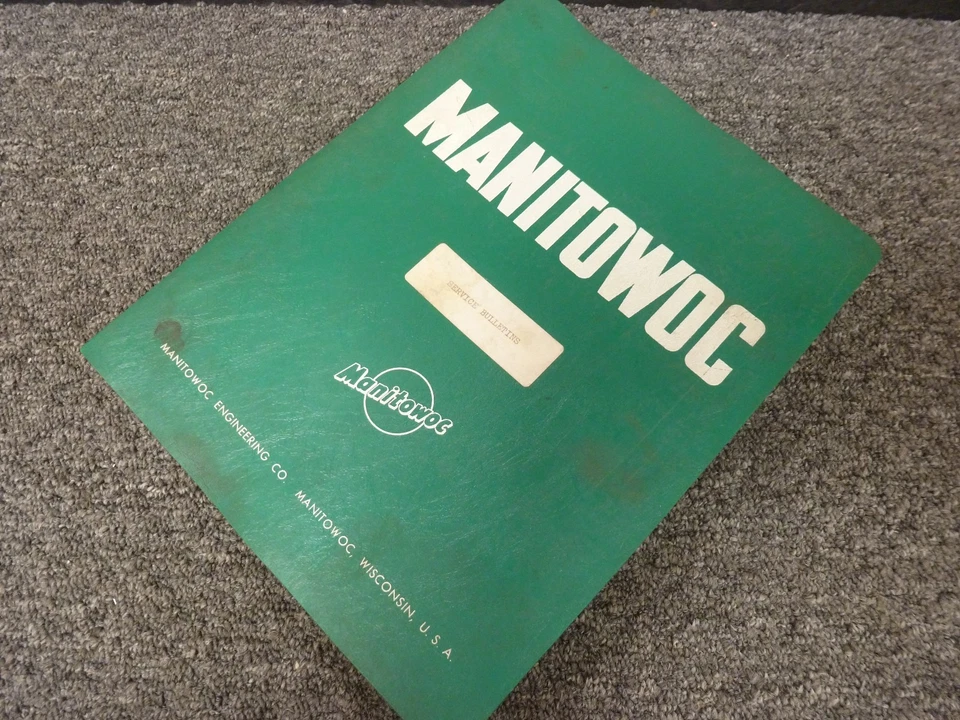 MANITOWOC
SERVICE BULLETINS
Manitowoc
MANITOWOC ENGINEERING CO. MANITOWOC, WISCONSIN, U. S. A.